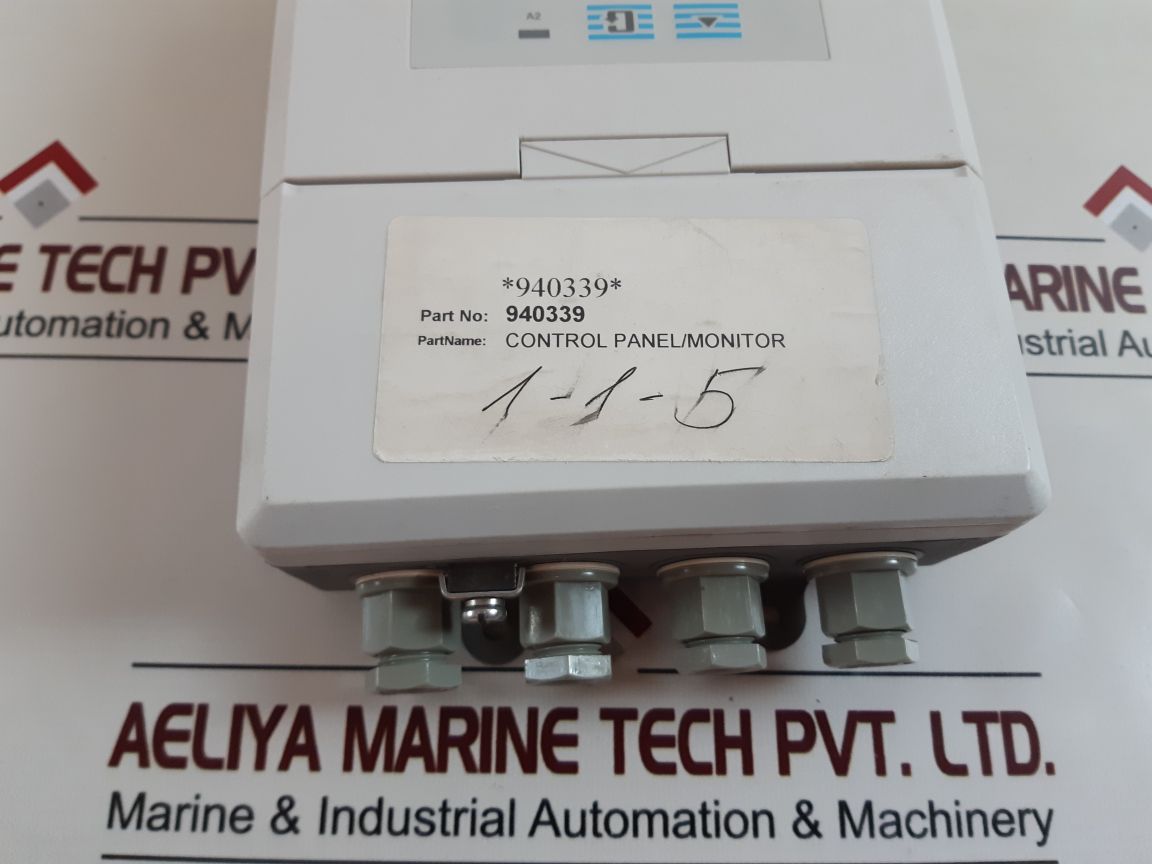 A2
*940339*
Part No: 940339
PartName: CONTROL PANEL/MONITOR
1-1-5
E TECH PV
utomation & M
ARINE
strial Au
AELIYA MARINE TECH PVT. LTD.
Marine & Industrial Automation & Machinery